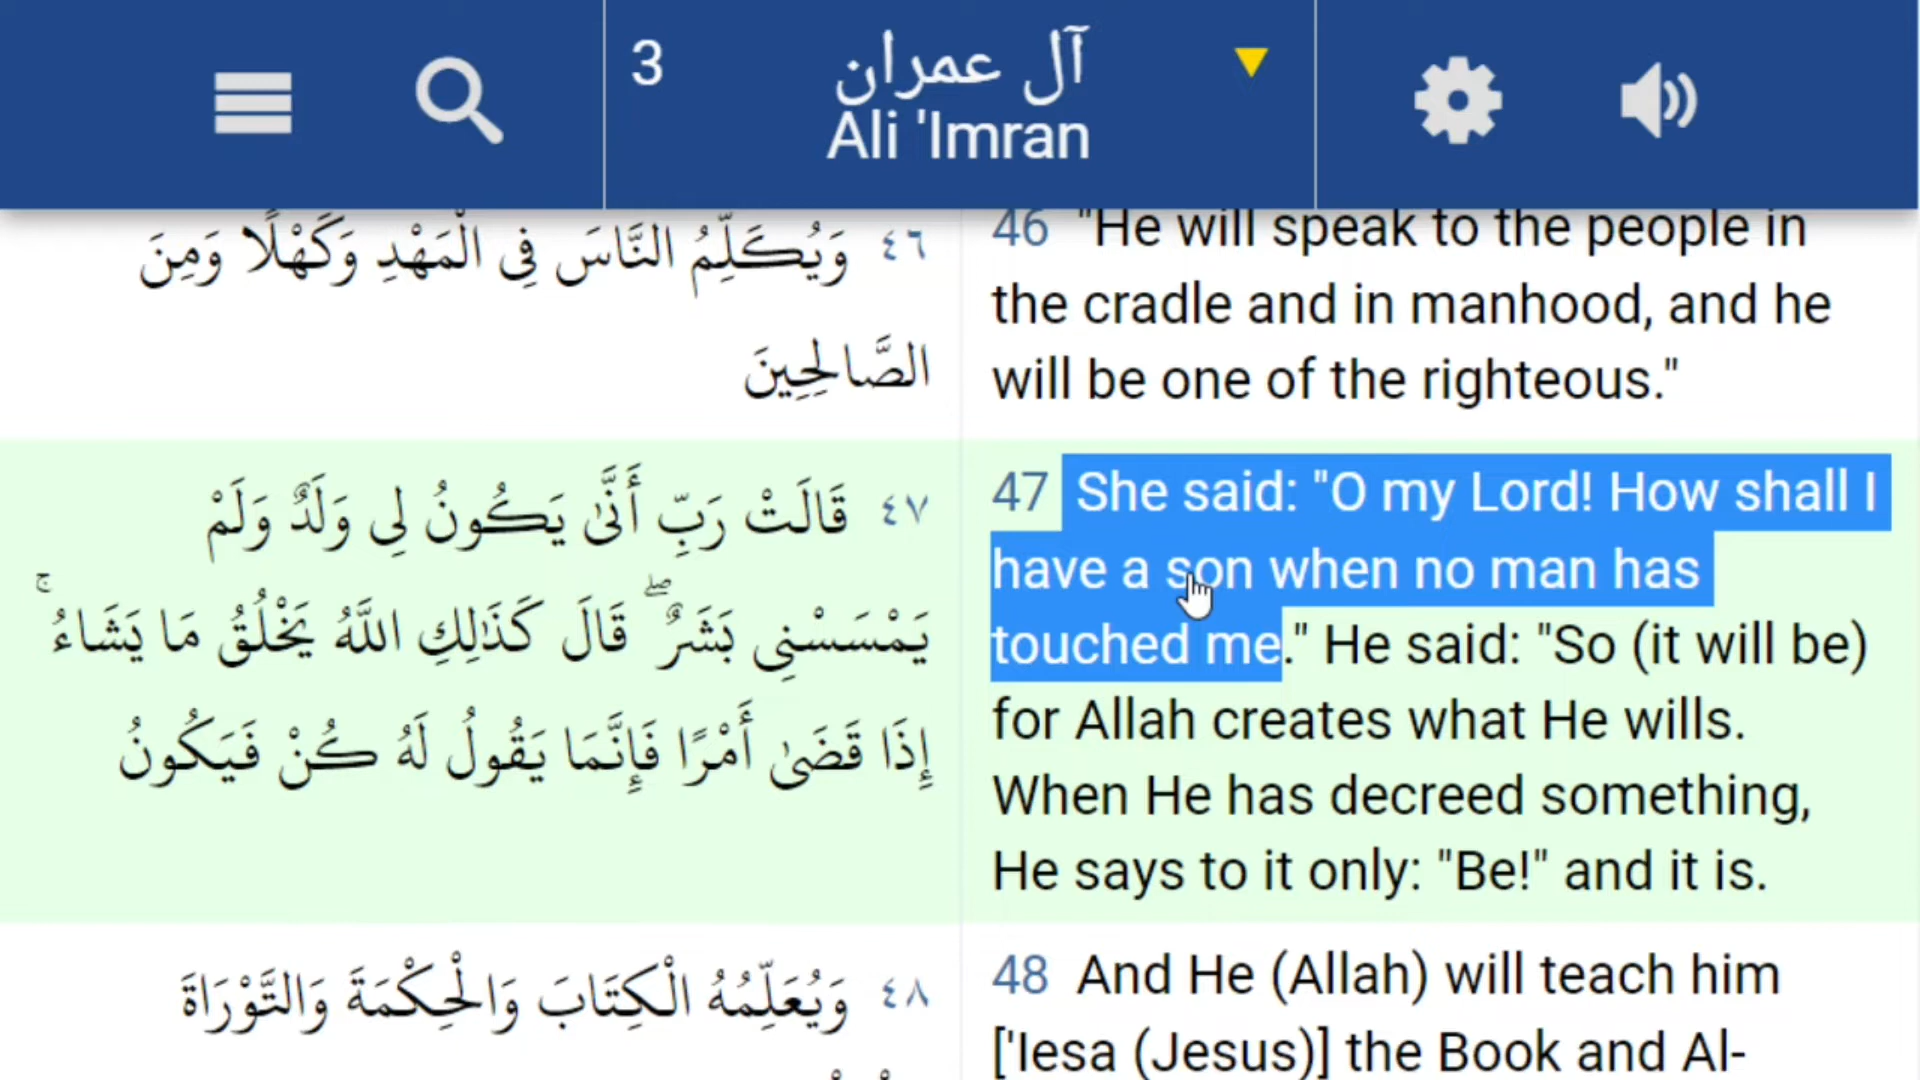 3
آل عمران
Ali 'Imran
٤٦ وَيُكَلِّمُ النَّاسَ فِي الْمَهْدِ وَكَهْلًا وَمِنَ
الصَّالِحِينَ
46 "He will speak to the people in
the cradle and in manhood, and he
will be one of the righteous."
٤٧ قَالَتْ رَبِّ أَنَّىٰ يَكُونُ لِي وَلَدٌ وَلَمْ
يَمْسَسْنِي بَشَرٌ ۖ قَالَ كَذَٰلِكِ اللَّهُ يَخْلُقُ مَا يَشَاءُ ۚ
إِذَا قَضَىٰ أَمْرًا فَإِنَّمَا يَقُولُ لَهُ كُنْ فَيَكُونُ
47 She said: "O my Lord! How shall I
have a son when no man has
touched me." He said: "So (it will be)
for Allah creates what He wills.
When He has decreed something,
He says to it only: "Be!" and it is.
٤٨ وَيُعَلِّمُهُ الْكِتَابَ وَالْحِكْمَةَ وَالتَّوْرَاةَ
48 And He (Allah) will teach him
['Iesa (Jesus)] the Book and Al-